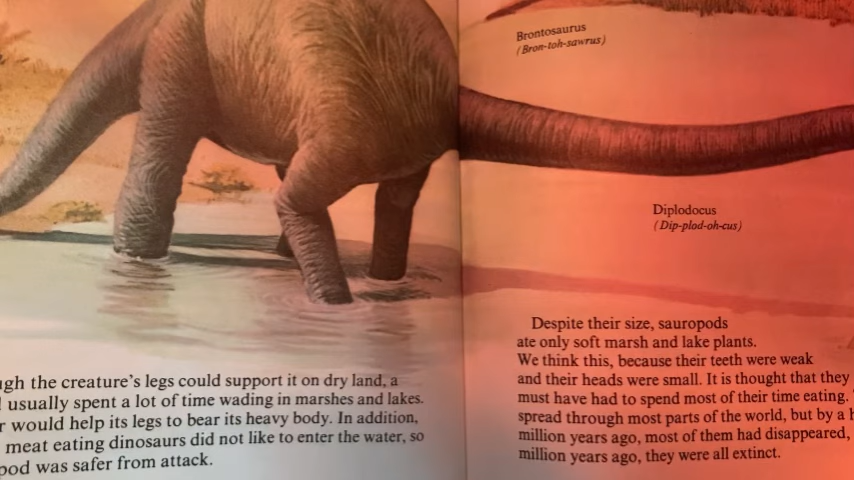 ugh the creature's legs could support it on dry land, a
usually spent a lot of time wading in marshes and lakes.
r would help its legs to bear its heavy body. In addition,
meat eating dinosaurs did not like to enter the water, so
pod was safer from attack.
Brontosaurus
(Bron-toh-sawrus)
Diplodocus
(Dip-plod-oh-cus)
Despite their size, sauropods
ate only soft marsh and lake plants.
We think this, because their teeth were weak
and their heads were small. It is thought that they
must have had to spend most of their time eating.
spread through most parts of the world, but by a h
million years ago, most of them had disappeared,
million years ago, they were all extinct.